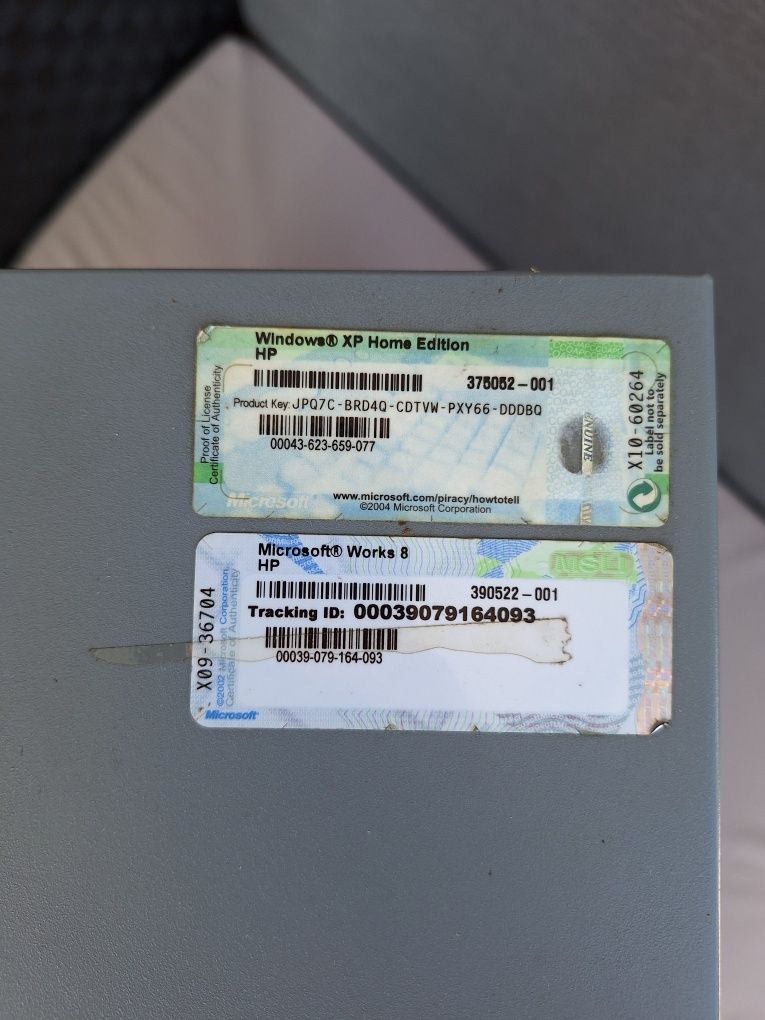 Windows® XP Home Edition
HP
375052-001
Product Key: JPQ7C-BRD4Q-CDTVW-PXY66-DDDBQ
00043-623-659-077
Proof of License
Certificate of Authenticity
GENUINE
X10-60264
Label not to
be sold separately
Microsoft
www.microsoft.com/piracy/howtotell
©2004 Microsoft Corporation
Microsoft® Works 8
HP
390522-001
Tracking ID: 00039079164093
00039-079-164-093
X09-36704
©2002 Microsoft Corporation
Certificate of Authenticity
Microsoft